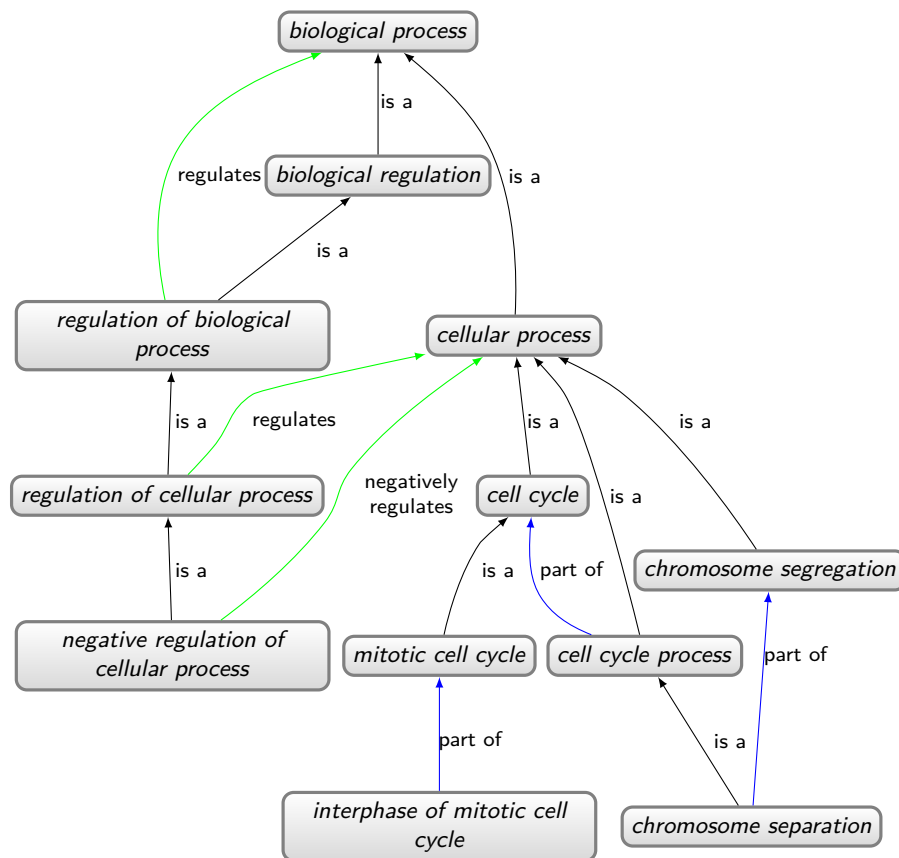 biological process
is a
biological regulation
regulates
is a
is a
regulation of biological
process
cellular process
is a
regulates
is a
is a
negatively
regulates
regulation of cellular process
cell cycle
is a
is a
is a
part of
chromosome segregation
negative regulation of
cellular process
mitotic cell cycle
cell cycle process
part of
part of
is a
interphase of mitotic cell
cycle
chromosome separation